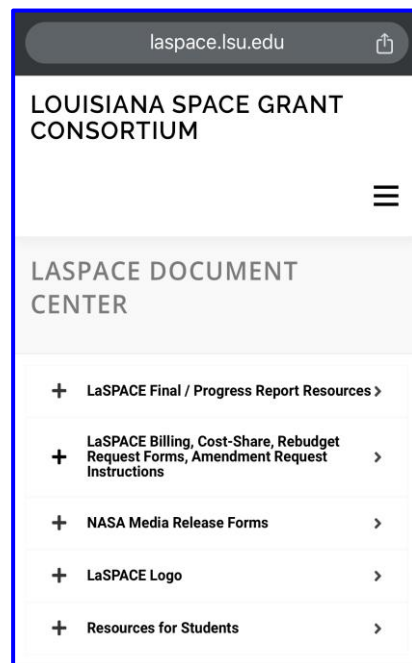 laspace.lsu.edu
LOUISIANA SPACE GRANT
CONSORTIUM
LASPACE DOCUMENT
CENTER
LaSPACE Final / Progress Report Resources
LaSPACE Billing, Cost-Share, Rebudget
Request Forms, Amendment Request
Instructions
NASA Media Release Forms
LaSPACE Logo
Resources for Students